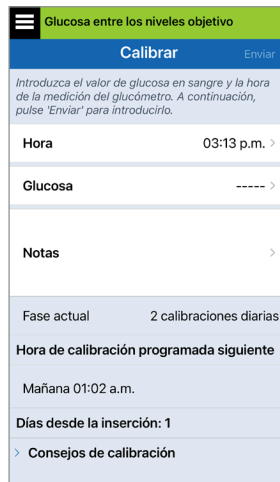 Glucosa entre los niveles objetivo
Calibrar Enviar
Introduzca el valor de glucosa en sangre y la hora
de la medición del glucómetro. A continuación,
pulse 'Enviar' para introducirlo.
Hora 03:13 p.m. >
Glucosa ----- >
Notas >
Fase actual 2 calibraciones diarias
Hora de calibración programada siguiente
Mañana 01:02 a.m.
Días desde la inserción: 1
> Consejos de calibración